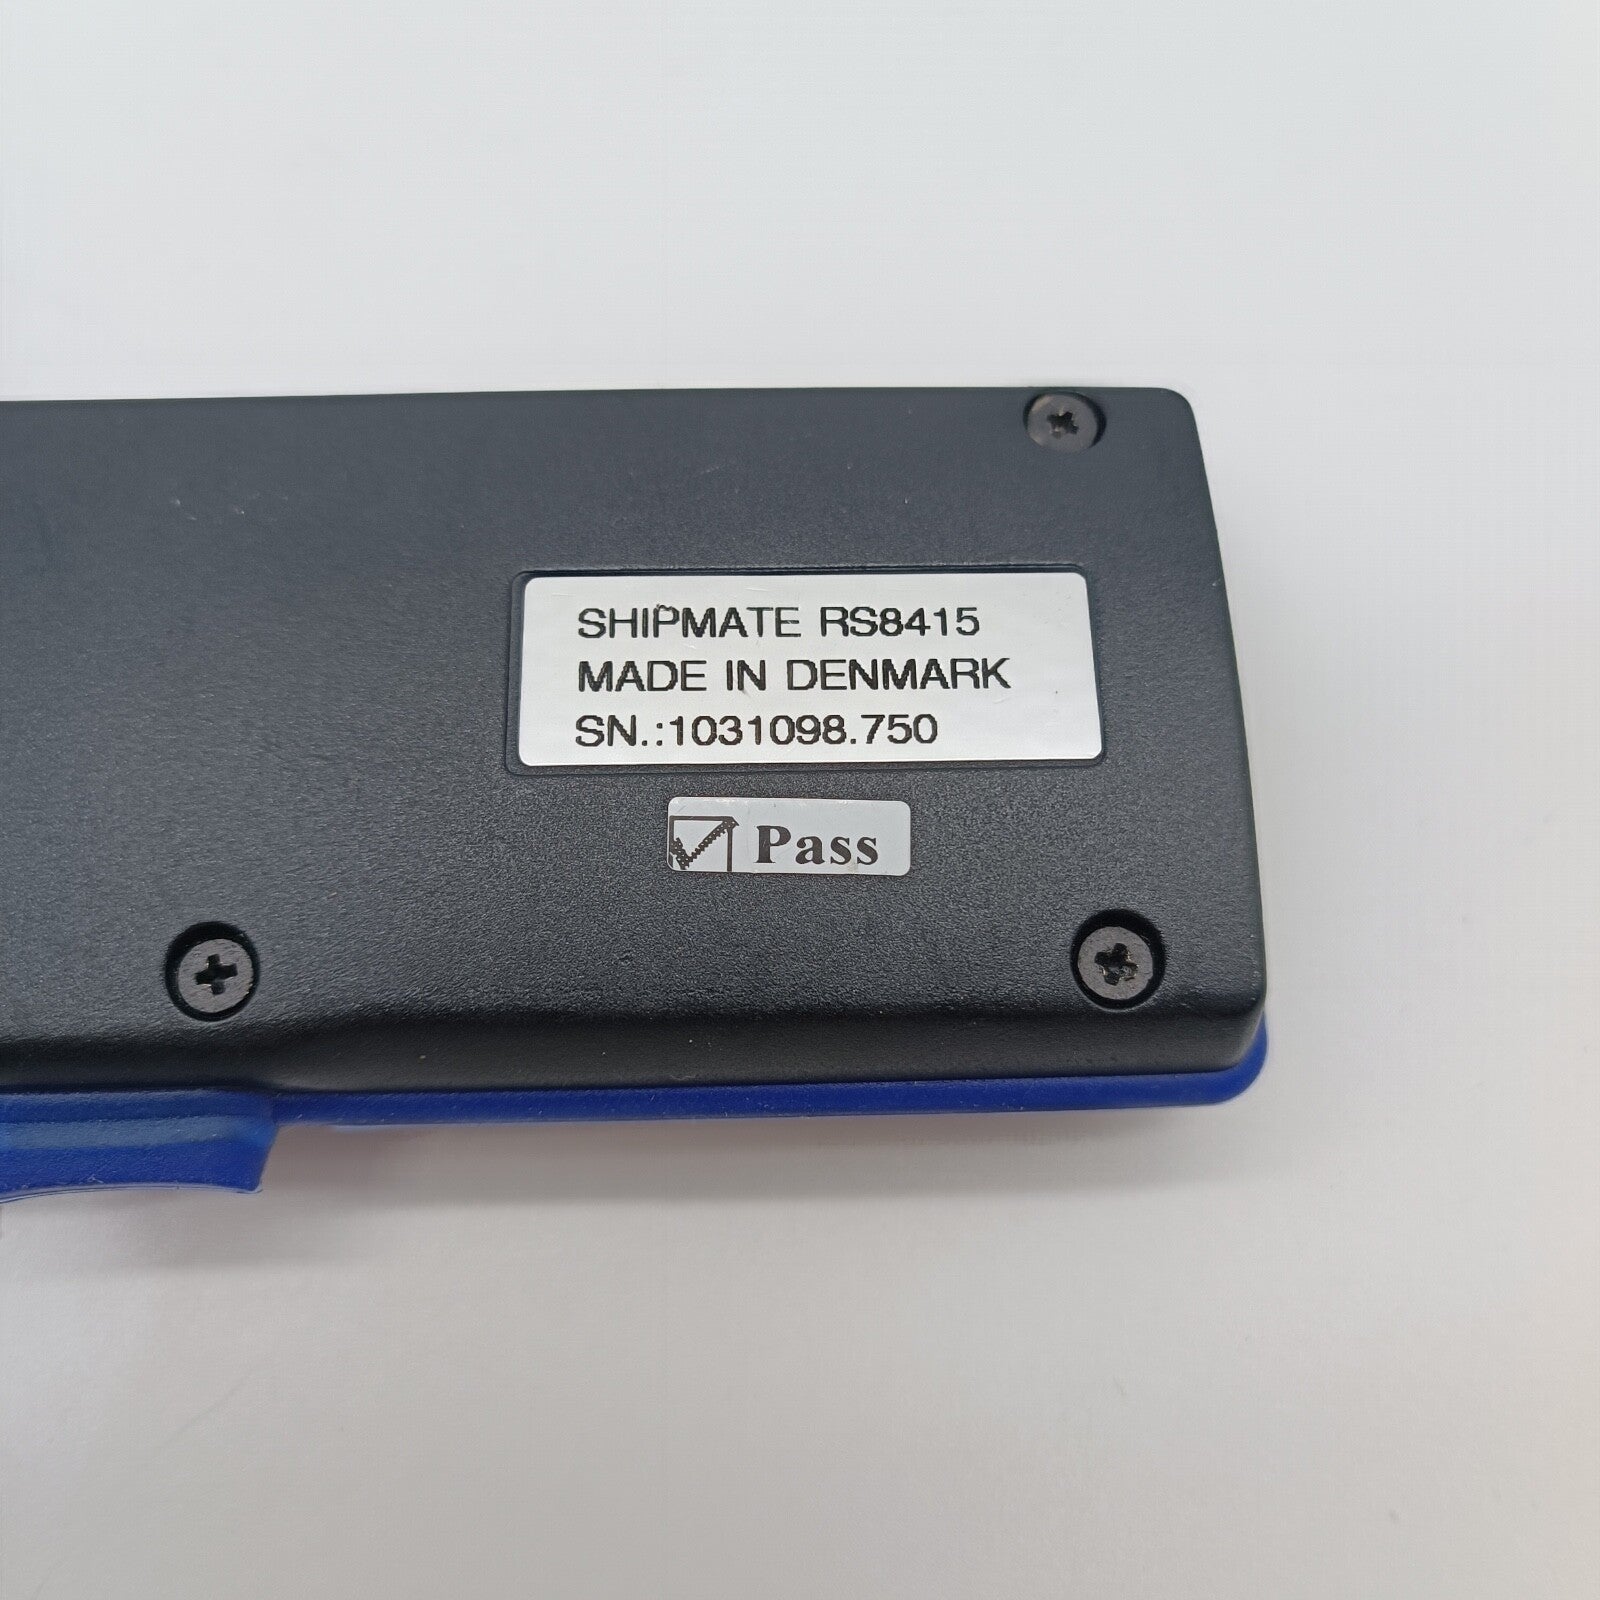 SHIPMATE RS8415
MADE IN DENMARK
SN.:1031098.750
Pass